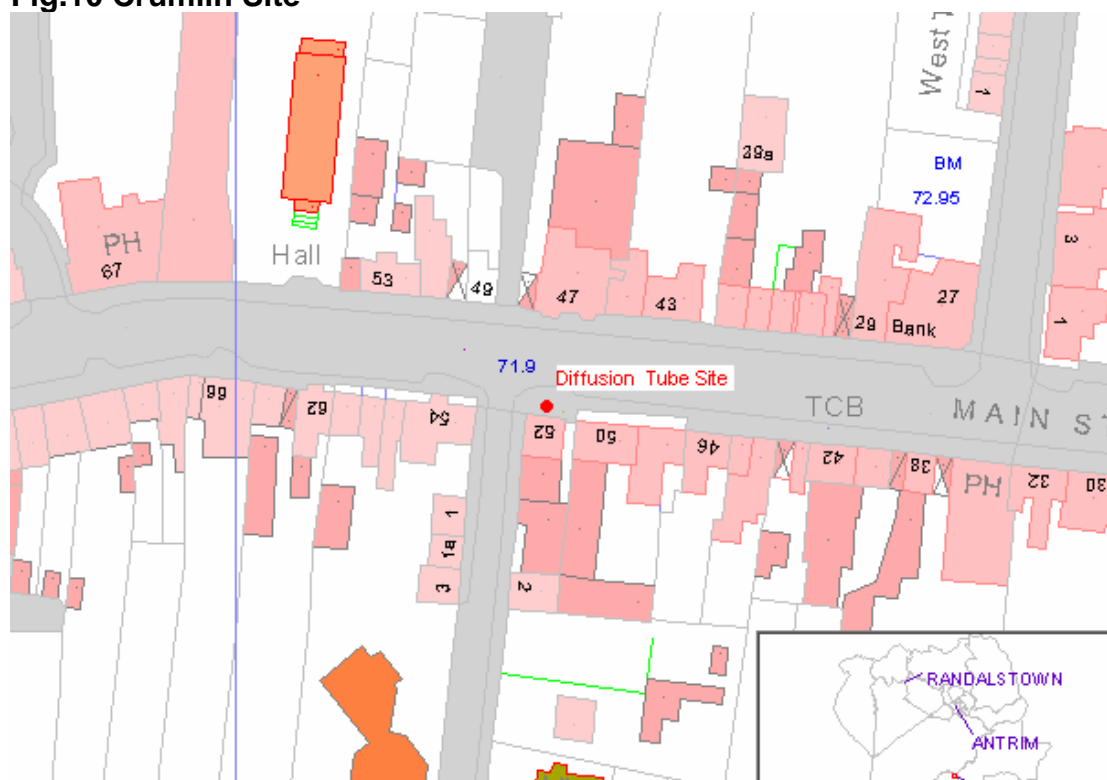 Fig.10 Crumlin Site
West
1
39a
BM
72.95
PH
67
Hall
53
49
47
43
29
Bank
27
3
1
71.9
Diffusion Tube Site
TCB
MAIN ST
66
62
54
52
50
46
42
38
PH
32
30
1
1a
3
2
RANDALSTOWN
ANTRIM